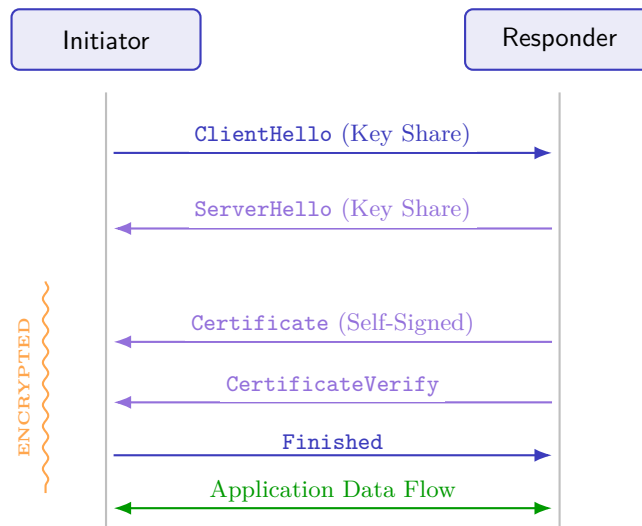 Initiator
Responder
ClientHello (Key Share)
ServerHello (Key Share)
ENCRYPTED
Certificate (Self-Signed)
CertificateVerify
Finished
Application Data Flow